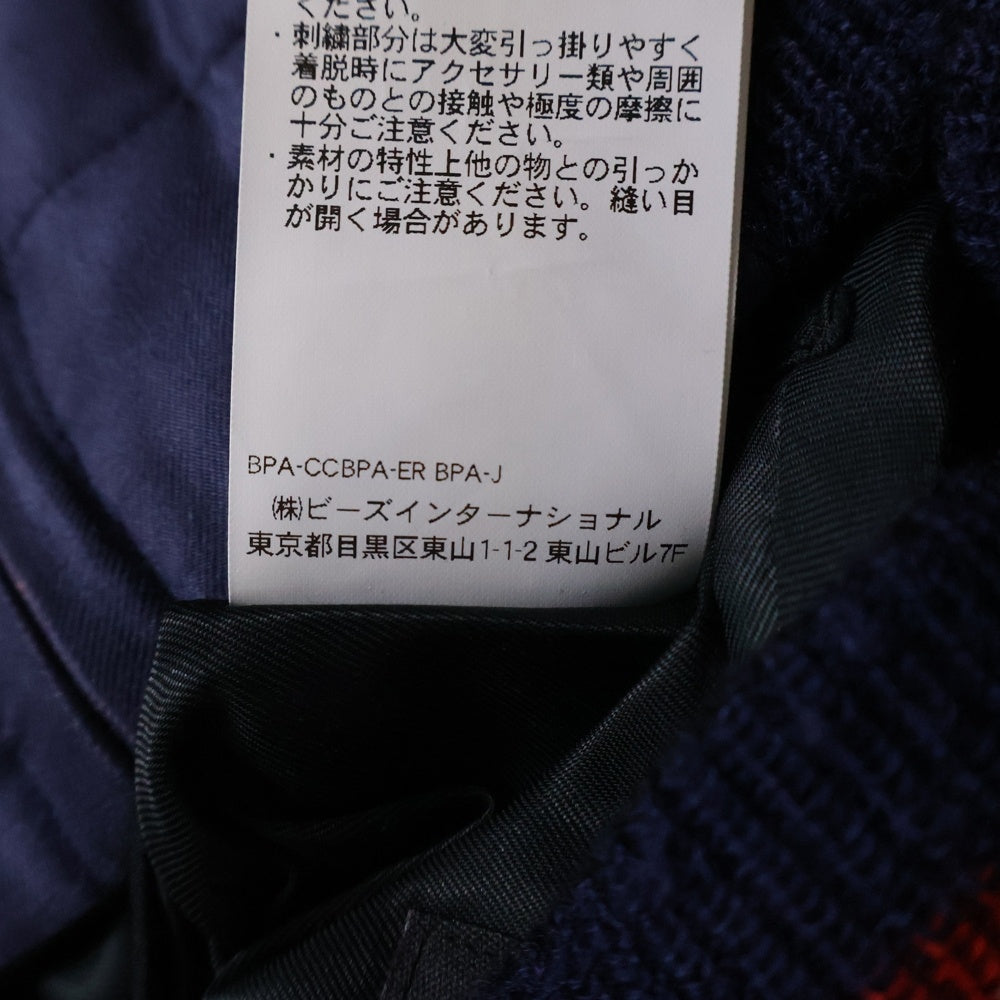 ください。
・刺繍部分は大変引っ掛りやすく
着脱時にアクセサリー類や周囲
のものとの接触や極度の摩擦に
十分ご注意ください。
・素材の特性上他の物との引っか
かりにご注意ください。縫い目
が開く場合があります。
BPA-CCBPA-ER BPA-J
㈱ビーズインターナショナル
東京都目黒区東山1-1-2 東山ビル7F